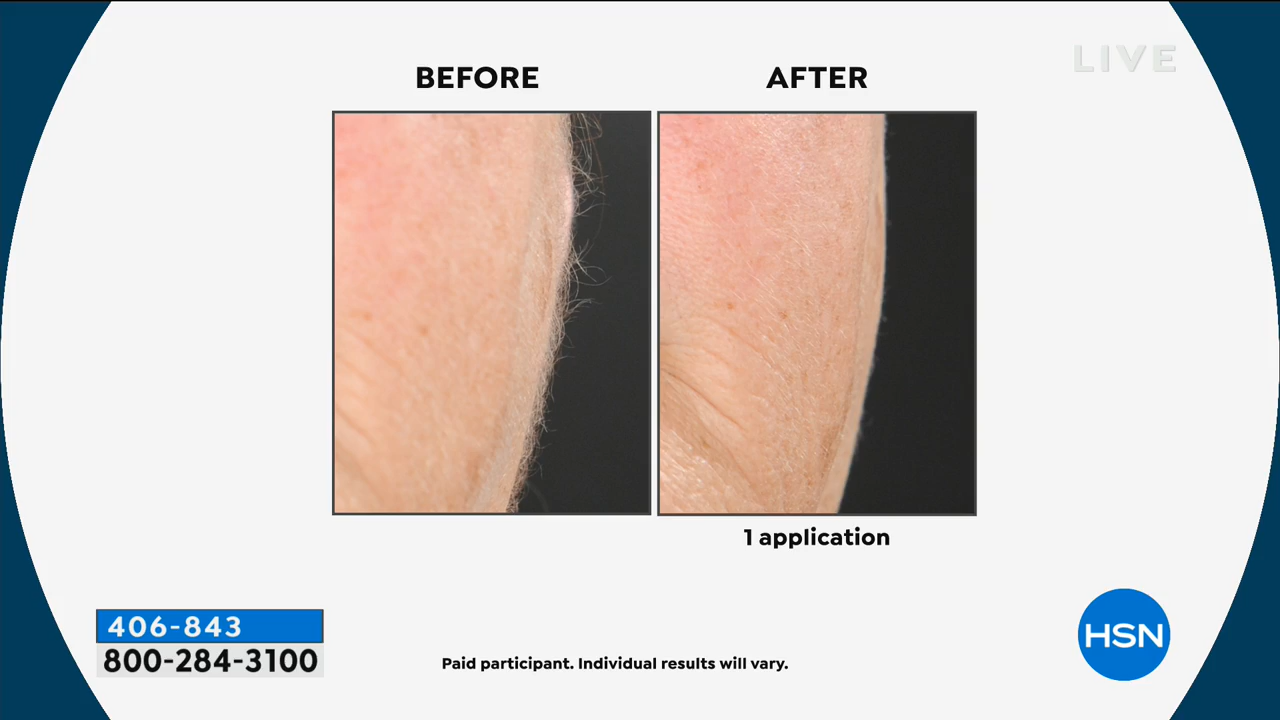 LIVE
BEFORE
AFTER
1 application
406-843
800-284-3100
Paid participant. Individual results will vary.
HSN